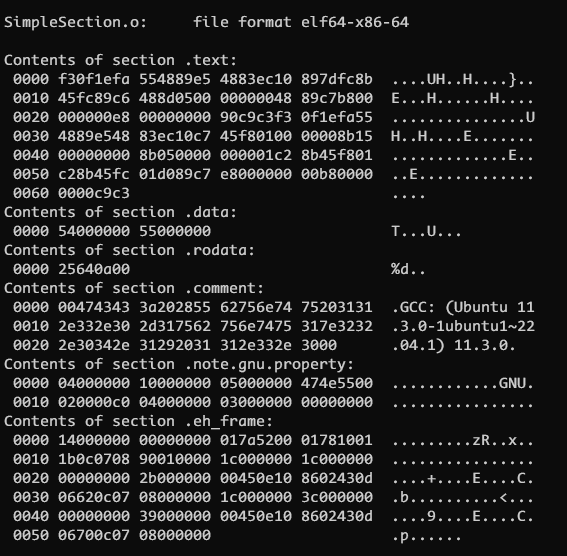 SimpleSection.o:     file format elf64-x86-64
Contents of section .text:
 0000 f30f1efa 554889e5 4883ec10 897dfc8b  ....UH..H....}..
 0010 45fc89c6 488d0500 00000048 89c7b800  E...H......H....
 0020 000000e8 00000000 90c9c3f3 0f1efa55  ...............U
 0030 4889e548 83ec10c7 45f80100 00008b15  H..H....E.......
 0040 00000000 8b050000 000001c2 8b45f801  .............E..
 0050 c28b45fc 01d089c7 e8000000 00b80000  ..E.............
 0060 0000c9c3                             ....
Contents of section .data:
 0000 54000000 55000000                    T...U...
Contents of section .rodata:
 0000 25640a00                             %d..
Contents of section .comment:
 0000 00474343 3a202855 62756e74 75203131  .GCC: (Ubuntu 11
 0010 2e332e30 2d317562 756e7475 317e3232  .3.0-1ubuntu1~22
 0020 2e30342e 31292031 312e332e 3000      .04.1) 11.3.0.
Contents of section .note.gnu.property:
 0000 04000000 10000000 05000000 474e5500  ............GNU.
 0010 020000c0 04000000 03000000 00000000  ................
Contents of section .eh_frame:
 0000 14000000 00000000 017a5200 01781001  .........zR..x..
 0010 1b0c0708 90010000 1c000000 1c000000  ................
 0020 00000000 2b000000 00450e10 8602430d  ....+....E....C.
 0030 06620c07 08000000 1c000000 3c000000  .b..........<...
 0040 00000000 39000000 00450e10 8602430d  ....9....E....C.
 0050 06700c07 08000000                    .p......